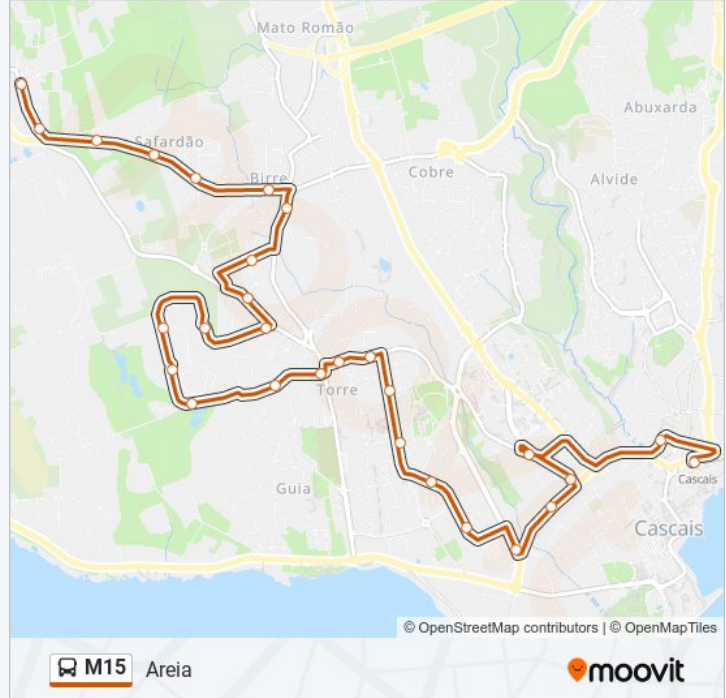 Mato Romão
Abuxarda
Safardão
Birre
Cobre
Alvide
Torre
Guia
Cascais
Cascais
© OpenStreetMap contributors | © OpenMapTiles
M15 Areia
moovit